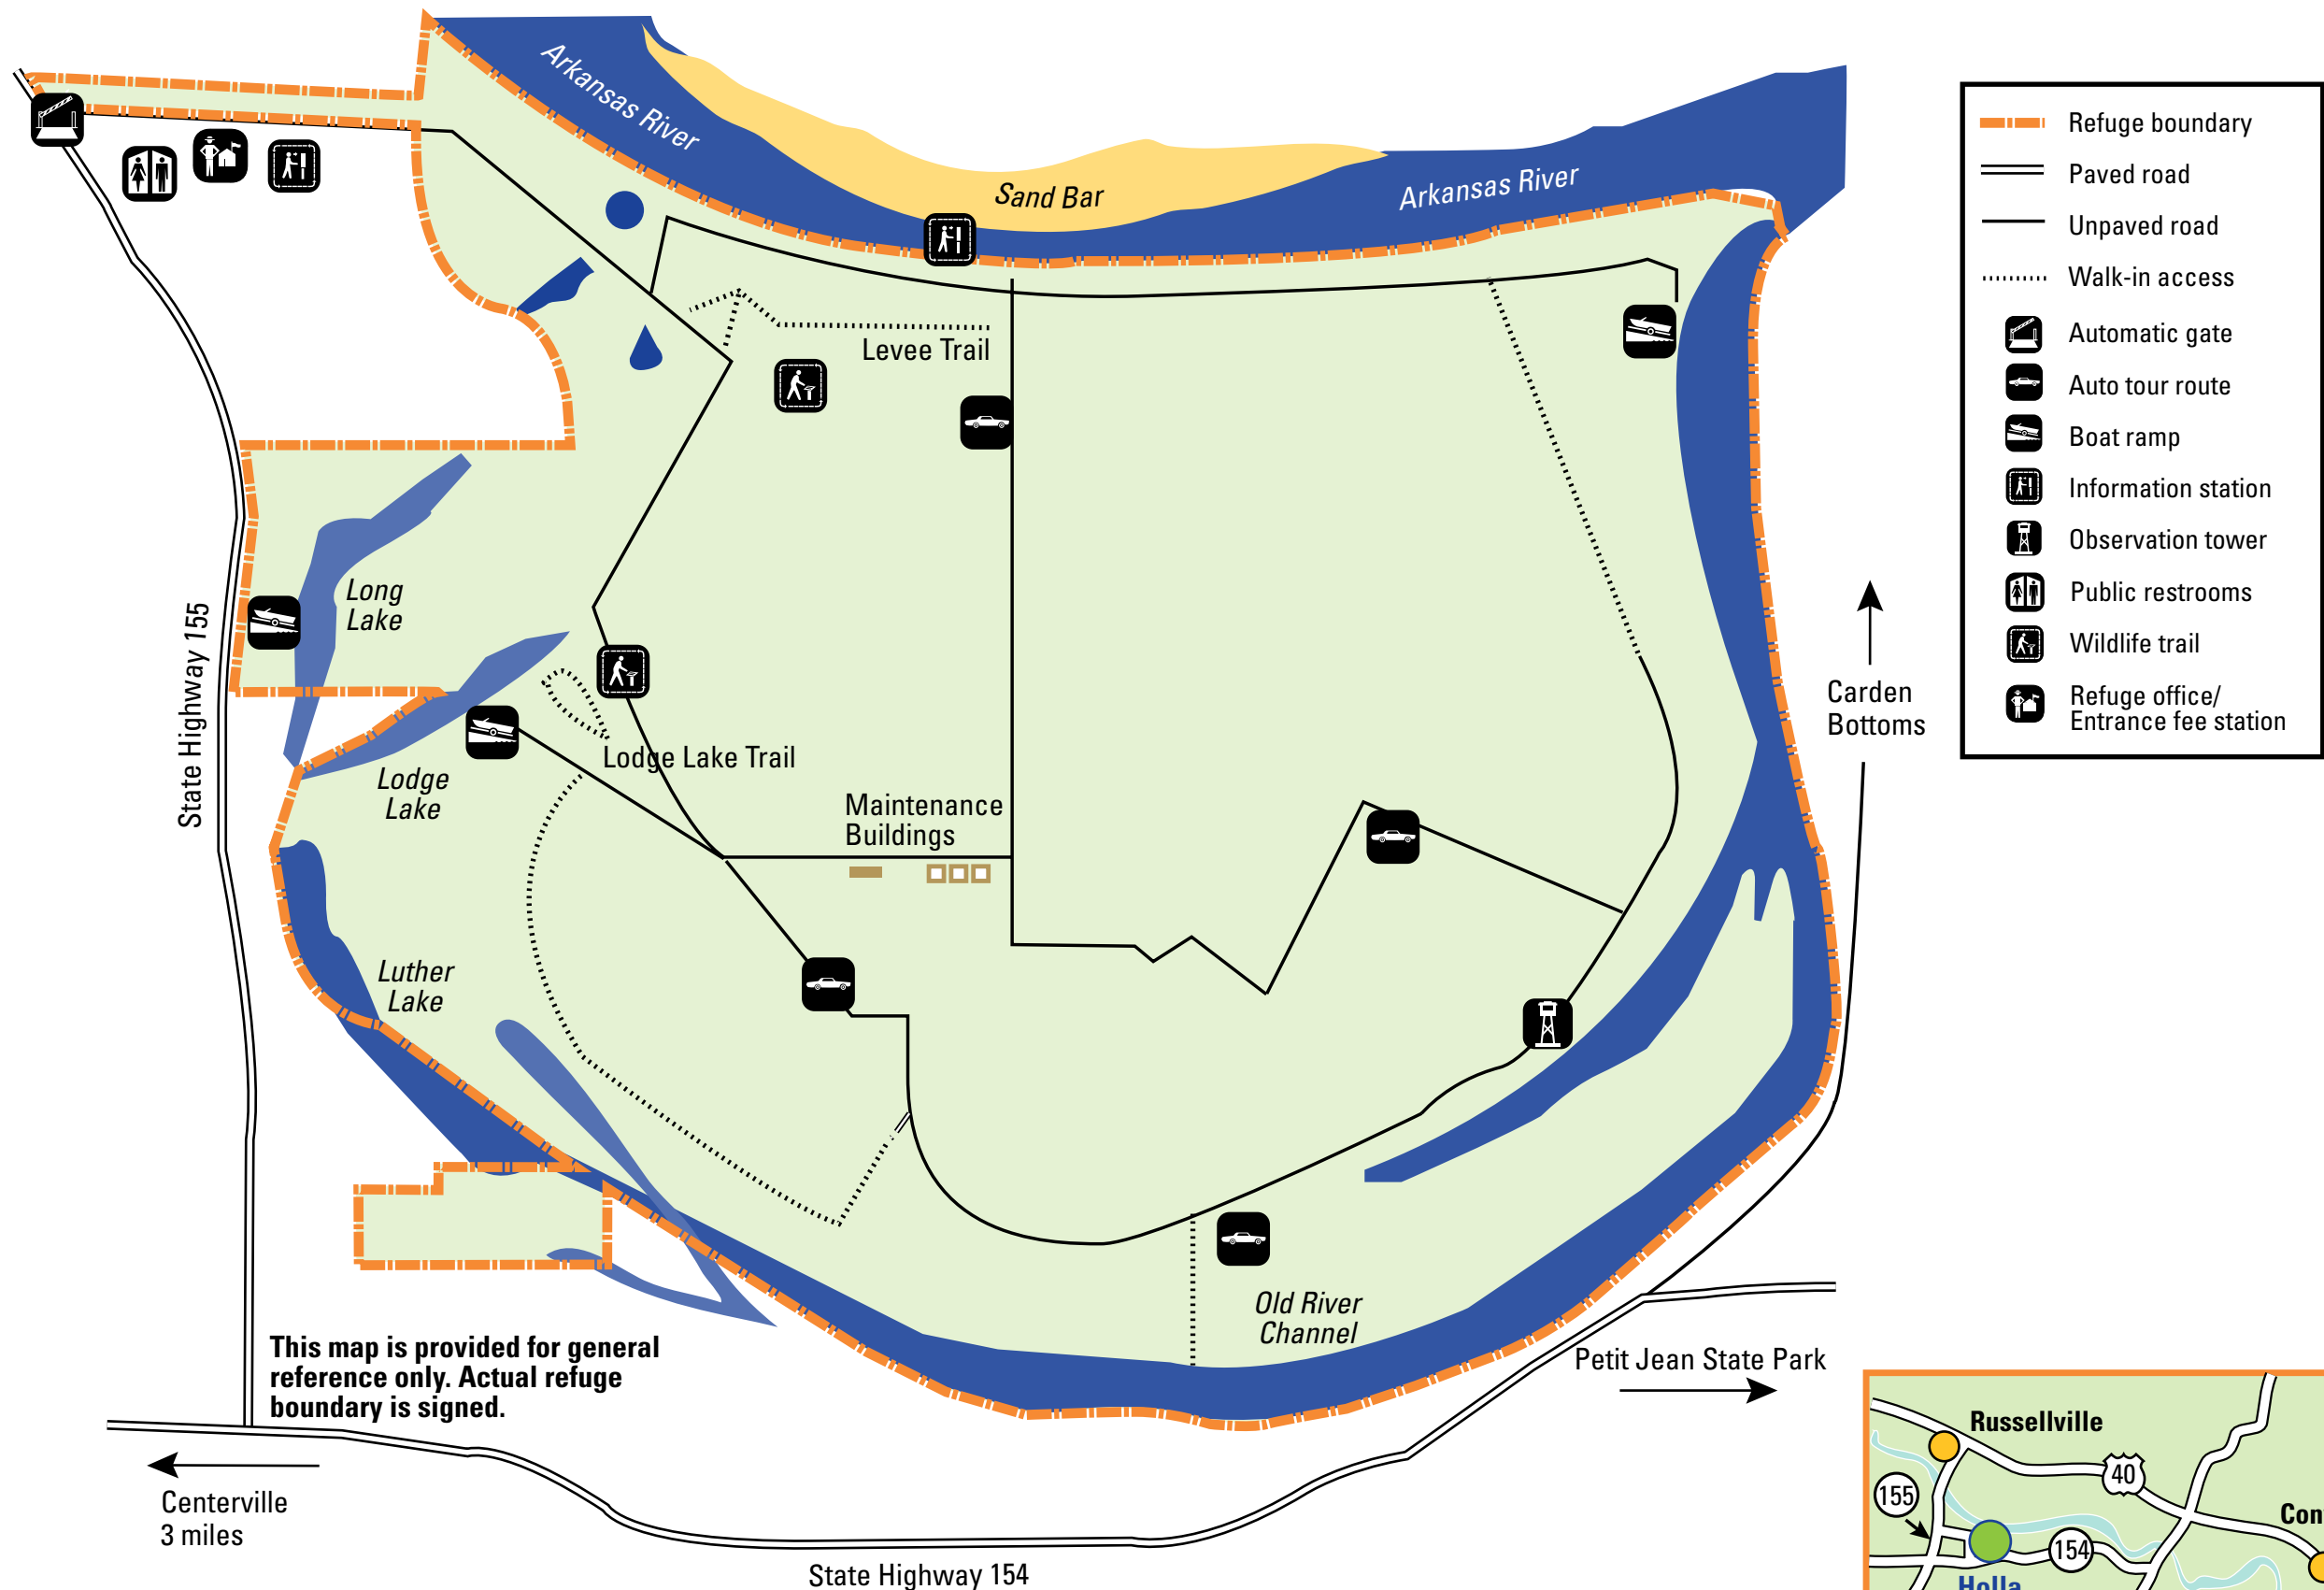 Arkansas River
Sand Bar
Arkansas River
Levee Trail
Long
Lake
State Highway 155
Lodge Lake Trail
Lodge
Lake
Maintenance
Buildings
Luther
Lake
Carden
Bottoms
Old River
Channel
Petit Jean State Park
This map is provided for general
reference only. Actual refuge
boundary is signed.
Centerville
3 miles
State Highway 154
Refuge boundary
Paved road
Unpaved road
Walk-in access
Automatic gate
Auto tour route
Boat ramp
Information station
Observation tower
Public restrooms
Wildlife trail
Refuge office/
Entrance fee station
Russellville
40
155
154
Holla